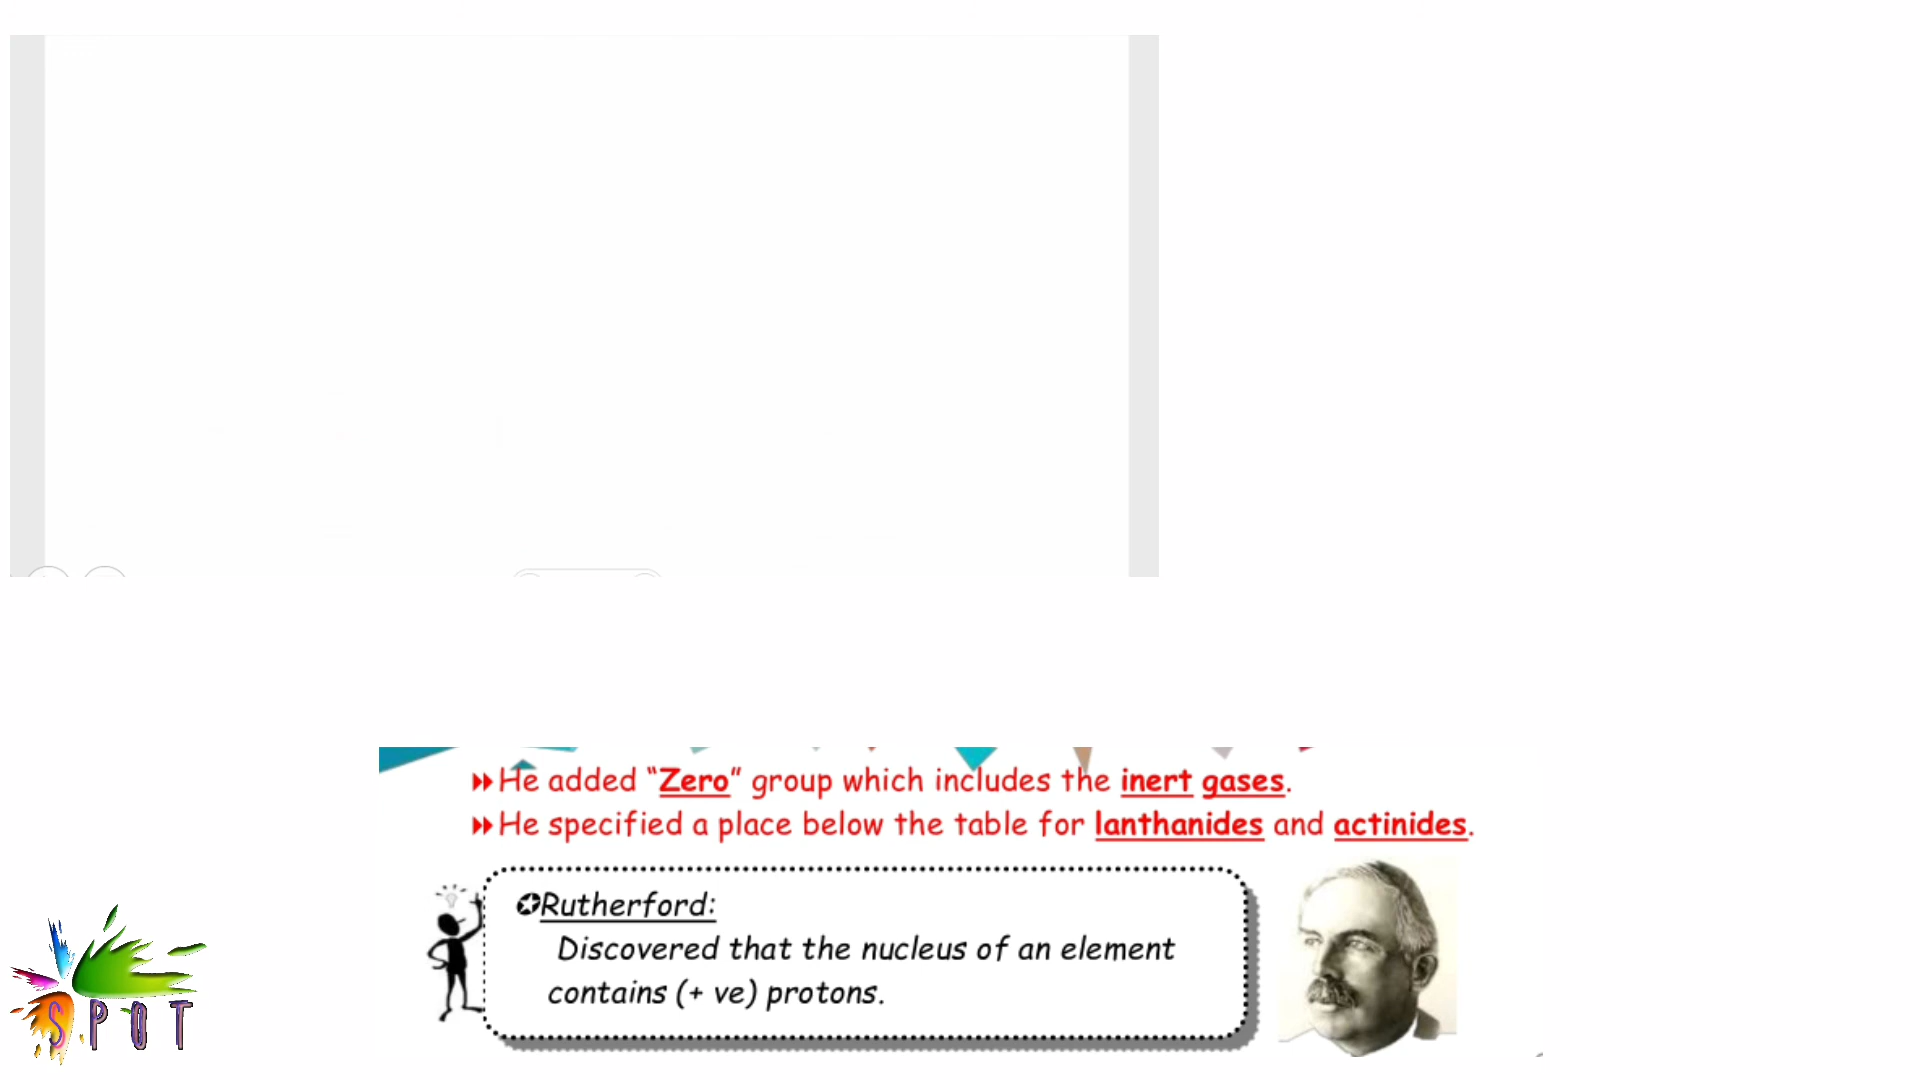 He added “Zero” group which includes the inert gases.
He specified a place below the table for lanthanides and actinides.
Rutherford:
Discovered that the nucleus of an element
contains (+ ve) protons.
SPOT